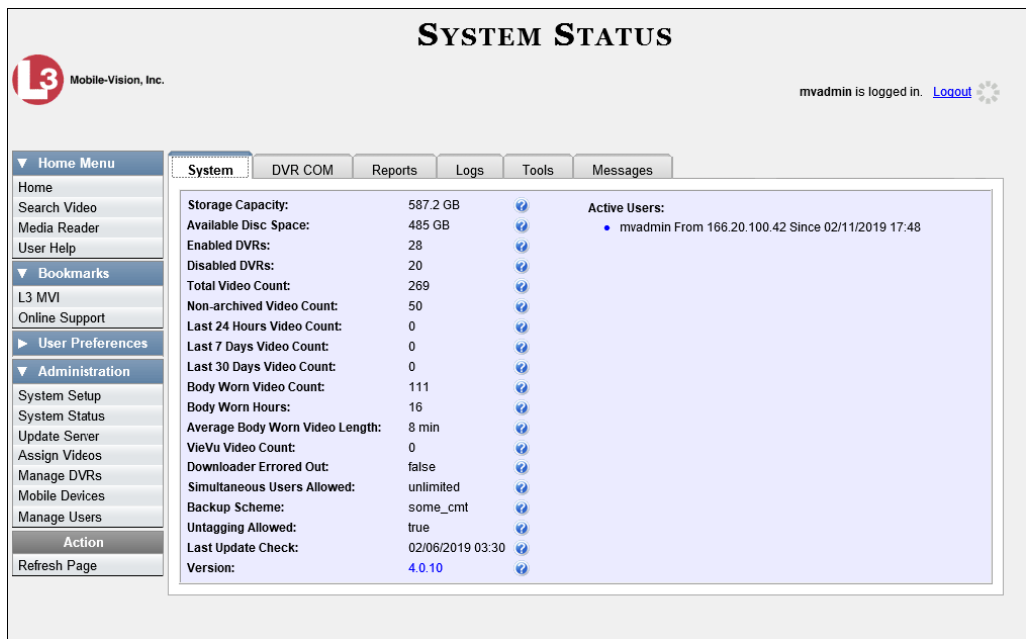 SYSTEM STATUS
L3 Mobile-Vision, Inc.
mvadmin is logged in. Logout
Home Menu
Home
Search Video
Media Reader
User Help
Bookmarks
L3 MVI
Online Support
User Preferences
Administration
System Setup
System Status
Update Server
Assign Videos
Manage DVRs
Mobile Devices
Manage Users
Action
Refresh Page
System DVR COM Reports Logs Tools Messages
Storage Capacity: 587.2 GB ?
Available Disc Space: 485 GB ?
Enabled DVRs: 28 ?
Disabled DVRs: 20 ?
Total Video Count: 269 ?
Non-archived Video Count: 50 ?
Last 24 Hours Video Count: 0 ?
Last 7 Days Video Count: 0 ?
Last 30 Days Video Count: 0 ?
Body Worn Video Count: 111 ?
Body Worn Hours: 16 ?
Average Body Worn Video Length: 8 min ?
VieVu Video Count: 0 ?
Downloader Errored Out: false ?
Simultaneous Users Allowed: unlimited ?
Backup Scheme: some_cmt ?
Untagging Allowed: true ?
Last Update Check: 02/06/2019 03:30 ?
Version: 4.0.10 ?
Active Users:
• mvadmin From 166.20.100.42 Since 02/11/2019 17:48